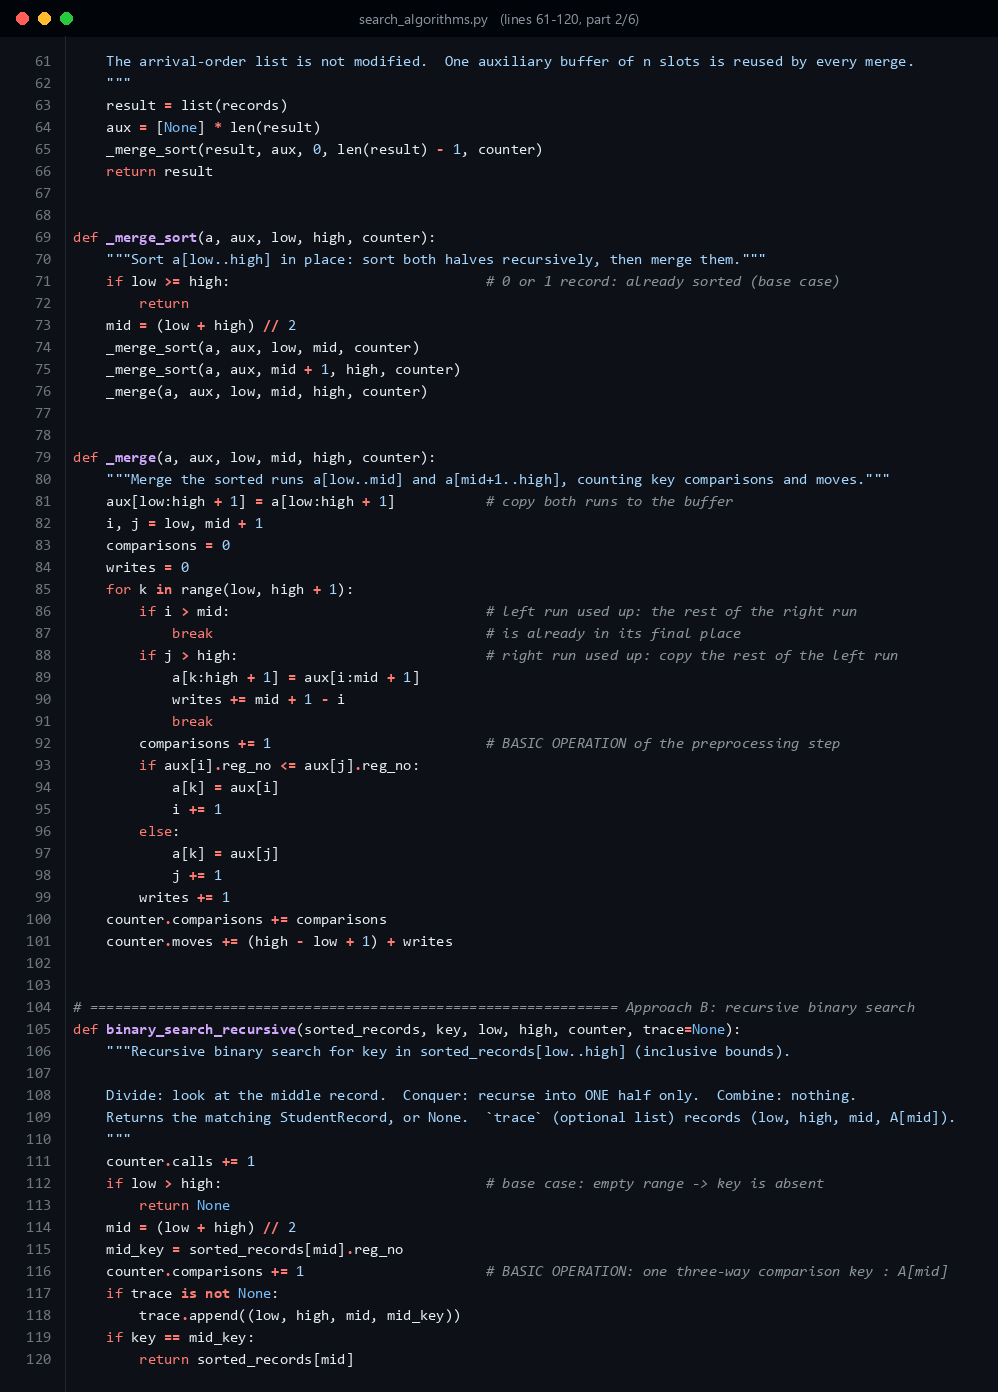 search_algorithms.py   (lines 61-120, part 2/6)
61      The arrival-order list is not modified.  One auxiliary buffer of n slots is reused by every merge.
62      """
63      result = list(records)
64      aux = [None] * len(result)
65      _merge_sort(result, aux, 0, len(result) - 1, counter)
66      return result
67
68
69  def _merge_sort(a, aux, low, high, counter):
70      """Sort a[low..high] in place: sort both halves recursively, then merge them."""
71      if low >= high:                               # 0 or 1 record: already sorted (base case)
72          return
73      mid = (low + high) // 2
74      _merge_sort(a, aux, low, mid, counter)
75      _merge_sort(a, aux, mid + 1, high, counter)
76      _merge(a, aux, low, mid, high, counter)
77
78
79  def _merge(a, aux, low, mid, high, counter):
80      """Merge the sorted runs a[low..mid] and a[mid+1..high], counting key comparisons and moves."""
81      aux[low:high + 1] = a[low:high + 1]           # copy both runs to the buffer
82      i, j = low, mid + 1
83      comparisons = 0
84      writes = 0
85      for k in range(low, high + 1):
86          if i > mid:                               # left run used up: the rest of the right run
87              break                                 # is already in its final place
88          if j > high:                              # right run used up: copy the rest of the left run
89              a[k:high + 1] = aux[i:mid + 1]
90              writes += mid + 1 - i
91              break
92          comparisons += 1                          # BASIC OPERATION of the preprocessing step
93          if aux[i].reg_no <= aux[j].reg_no:
94              a[k] = aux[i]
95              i += 1
96          else:
97              a[k] = aux[j]
98              j += 1
99          writes += 1
100     counter.comparisons += comparisons
101     counter.moves += (high - low + 1) + writes
102
103
104 # ================================================================ Approach B: recursive binary search
105 def binary_search_recursive(sorted_records, key, low, high, counter, trace=None):
106     """Recursive binary search for key in sorted_records[low..high] (inclusive bounds).
107
108     Divide: look at the middle record.  Conquer: recurse into ONE half only.  Combine: nothing.
109     Returns the matching StudentRecord, or None.  `trace` (optional list) records (low, high, mid, A[mid]).
110     """
111     counter.calls += 1
112     if low > high:                                # base case: empty range -> key is absent
113         return None
114     mid = (low + high) // 2
115     mid_key = sorted_records[mid].reg_no
116     counter.comparisons += 1                      # BASIC OPERATION: one three-way comparison key : A[mid]
117     if trace is not None:
118         trace.append((low, high, mid, mid_key))
119     if key == mid_key:
120         return sorted_records[mid]